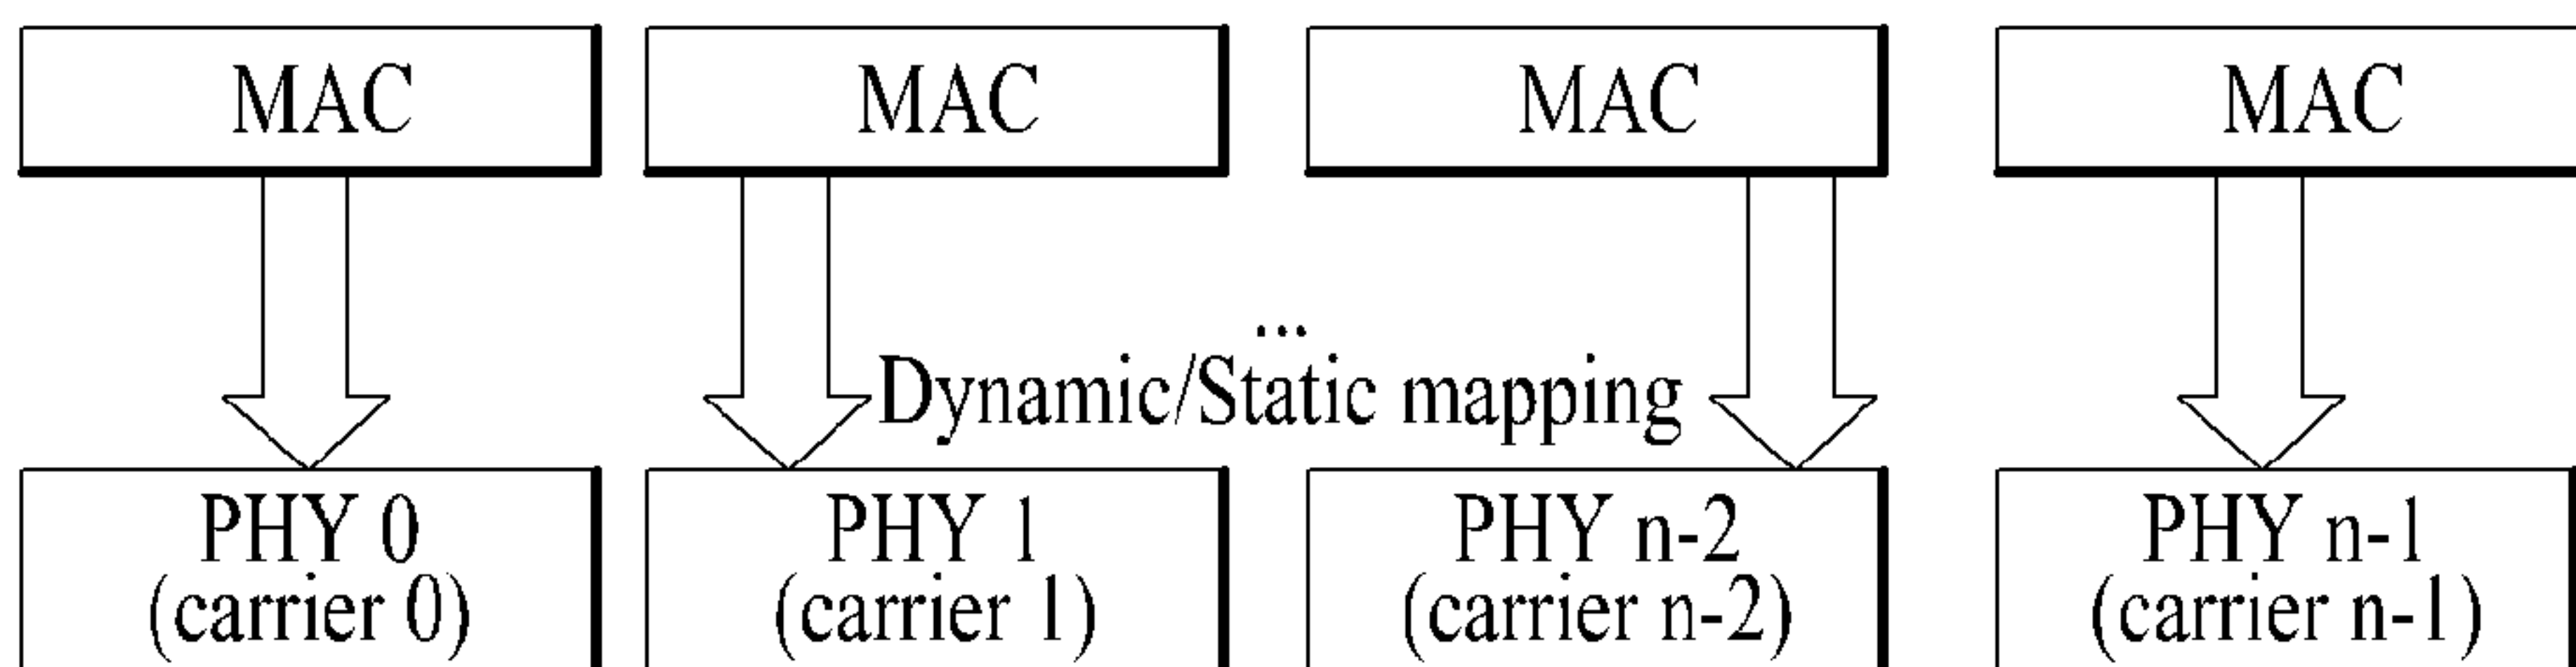 MAC
MAC
MAC
MAC
...
Dynamic/Static mapping
PHY 0
(carrier 0)
PHY 1
(carrier 1)
PHY n-2
(carrier n-2)
PHY n-1
(carrier n-1)